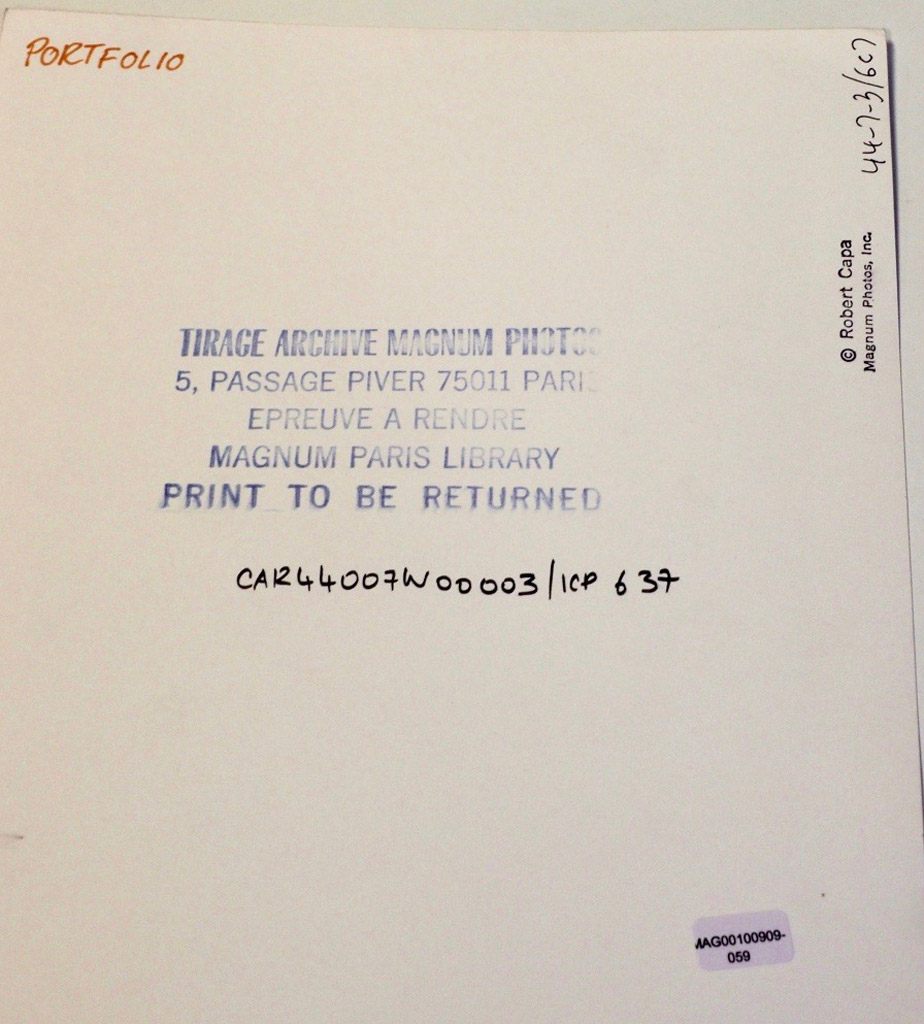 PORTFOLIO
44-7-3/6C7
© Robert Capa
Magnum Photos, Inc.
TIRAGE ARCHIVE MAGNUM PHOTOS
5, PASSAGE PIVER 75011 PARIS
EPREUVE A RENDRE
MAGNUM PARIS LIBRARY
PRINT TO BE RETURNED
CAR44007W00003/ICP 637
MAG00100909-
059